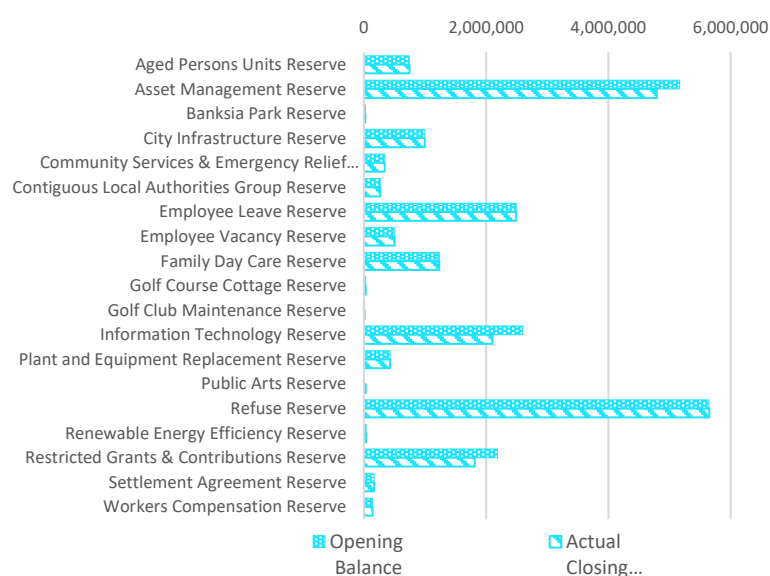 0 2,000,000 4,000,000 6,000,000
Aged Persons Units Reserve
Asset Management Reserve
Banksia Park Reserve
City Infrastructure Reserve
Community Services & Emergency Relief...
Contiguous Local Authorities Group Reserve
Employee Leave Reserve
Employee Vacancy Reserve
Family Day Care Reserve
Golf Course Cottage Reserve
Golf Club Maintenance Reserve
Information Technology Reserve
Plant and Equipment Replacement Reserve
Public Arts Reserve
Refuse Reserve
Renewable Energy Efficiency Reserve
Restricted Grants & Contributions Reserve
Settlement Agreement Reserve
Workers Compensation Reserve
Opening
Balance
Actual
Closing...